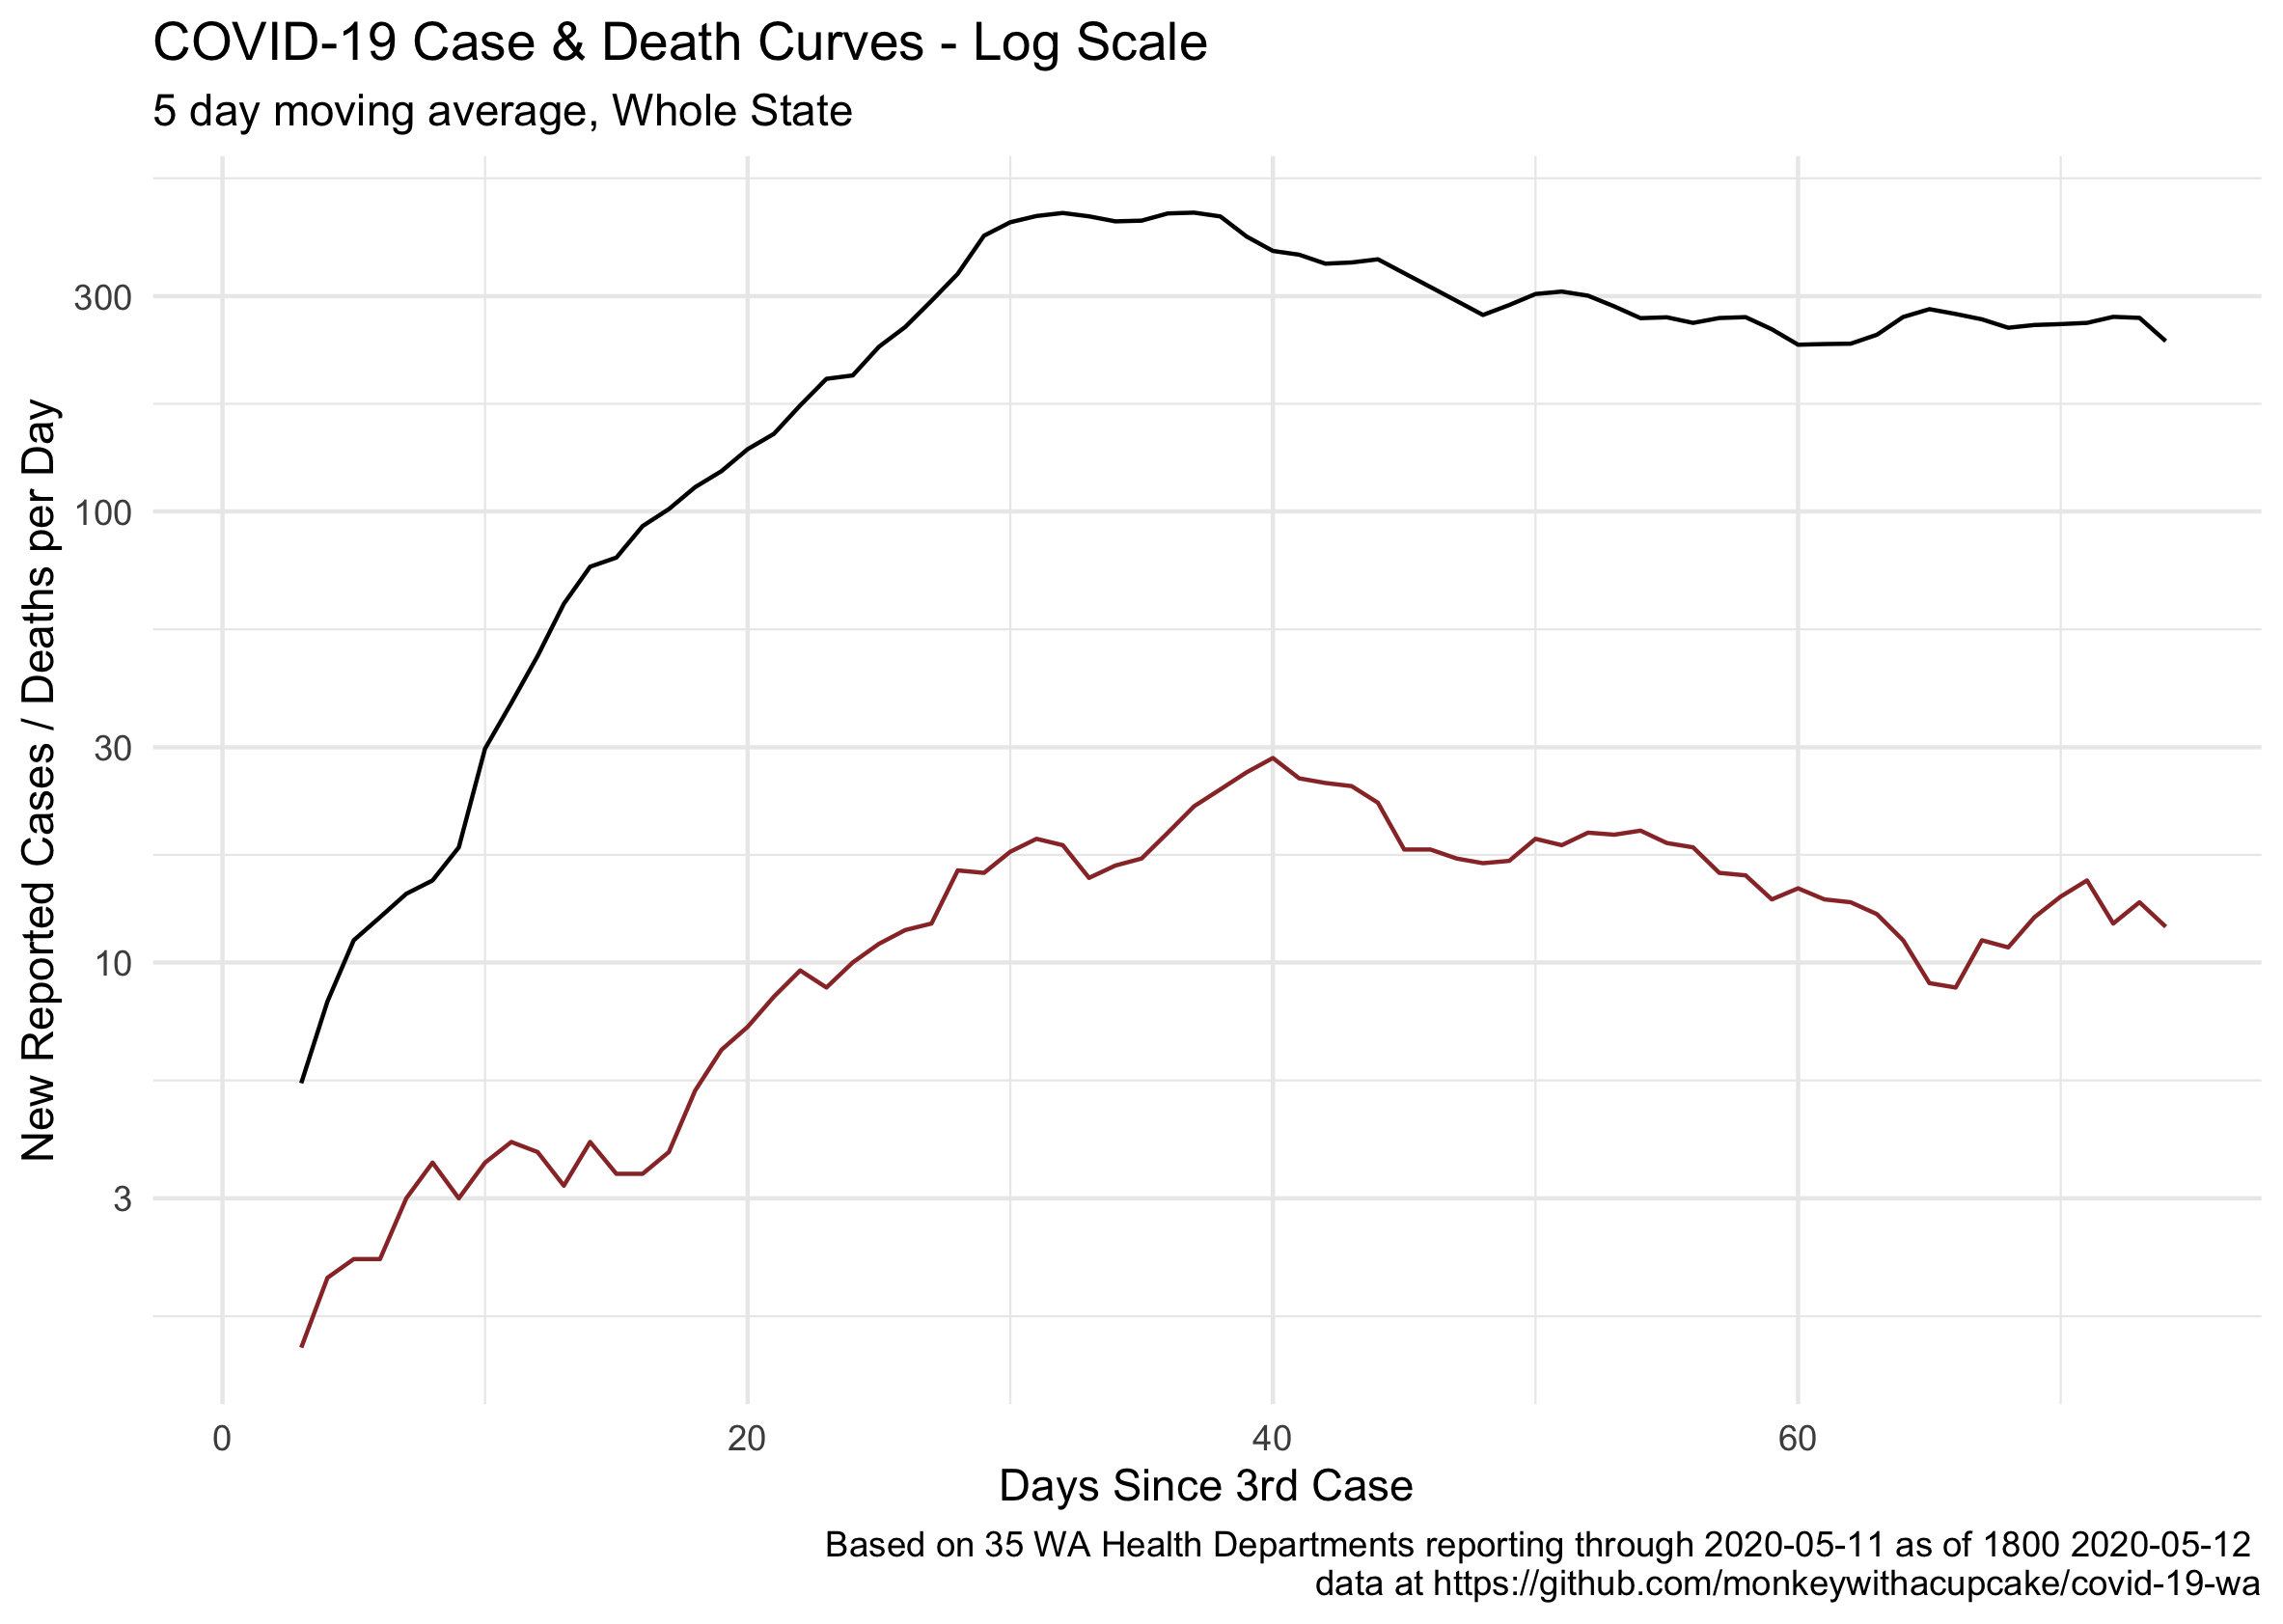 COVID-19 Case & Death Curves - Log Scale
5 day moving average, Whole State
New Reported Cases / Deaths per Day
300
100
30
10
3
0
20
40
60
Days Since 3rd Case
Based on 35 WA Health Departments reporting through 2020-05-11 as of 1800 2020-05-12
data at https://github.com/monkeywithacupcake/covid-19-wa